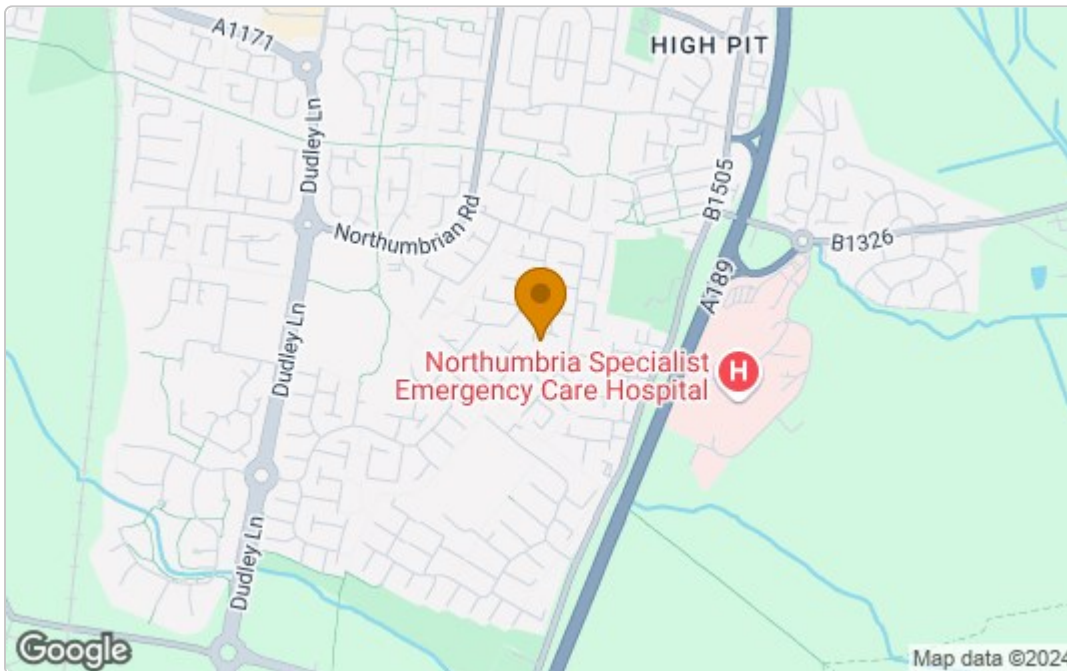 A1171
HIGH PIT
Dudley Ln
B1505
Northumbrian Rd
B1326
A189
Dudley Ln
Northumbria Specialist
Emergency Care Hospital
H
Dudley Ln
Google
Map data ©2024